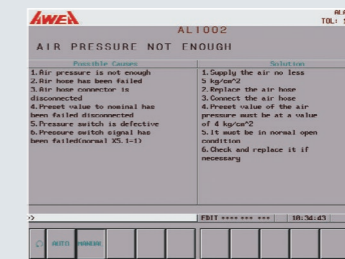 AWEA
AL
TOL:
AL1002
AIR PRESSURE NOT ENOUGH
Possible Causes
1.Air pressure is not enough
2.Air hose has been failed
3.Air hose connector is
disconnected
4.Preset value to nominal has
been failed disconnected
5.Pressure switch is defective
6.Pressure switch signal has
been failed(normal X5.1=1)
Solution
1.Supply the air no less
5 kg/cm^2
2.Replace the air hose
3.Connect the air hose
4.Preset value of the air
pressure must be at a value
of 4 kg/cm^2
5.It must be in normal open
condition
6.Check and replace it if
necessary
>>
EDIT **** *** ***
10:34:43
AUTO
MANUAL